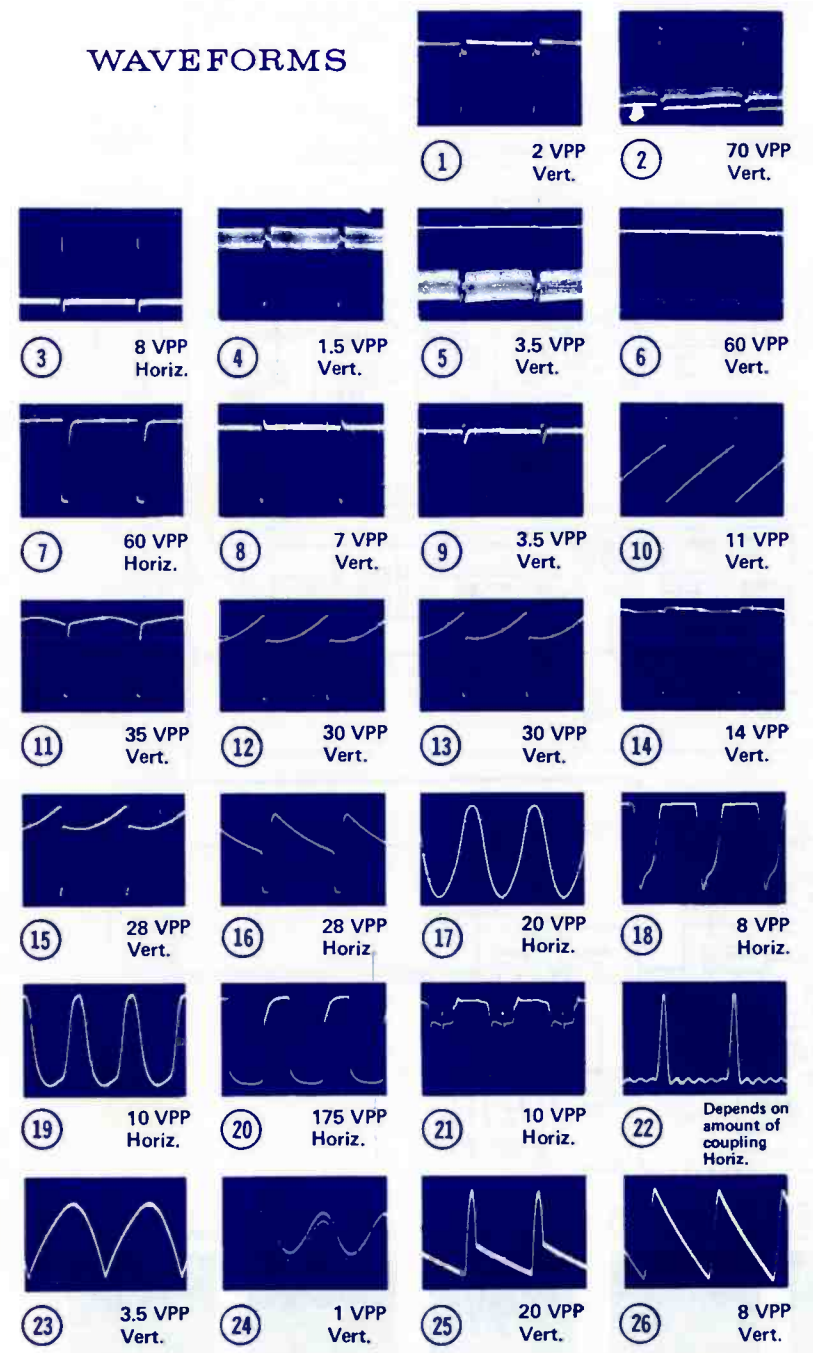 WAVEFORMS
1 2 VPP
Vert.
2 70 VPP
Vert.
3 8 VPP
Horiz.
4 1.5 VPP
Vert.
5 3.5 VPP
Vert.
6 60 VPP
Vert.
7 60 VPP
Horiz.
8 7 VPP
Vert.
9 3.5 VPP
Vert.
10 11 VPP
Vert.
11 35 VPP
Vert.
12 30 VPP
Vert.
13 30 VPP
Vert.
14 14 VPP
Vert.
15 28 VPP
Vert.
16 28 VPP
Horiz
17 20 VPP
Horiz.
18 8 VPP
Horiz.
19 10 VPP
Horiz.
20 175 VPP
Horiz.
21 10 VPP
Horiz.
22 Depends on
amount of
coupling
Horiz.
23 3.5 VPP
Vert.
24 1 VPP
Vert.
25 20 VPP
Vert.
26 8 VPP
Vert.